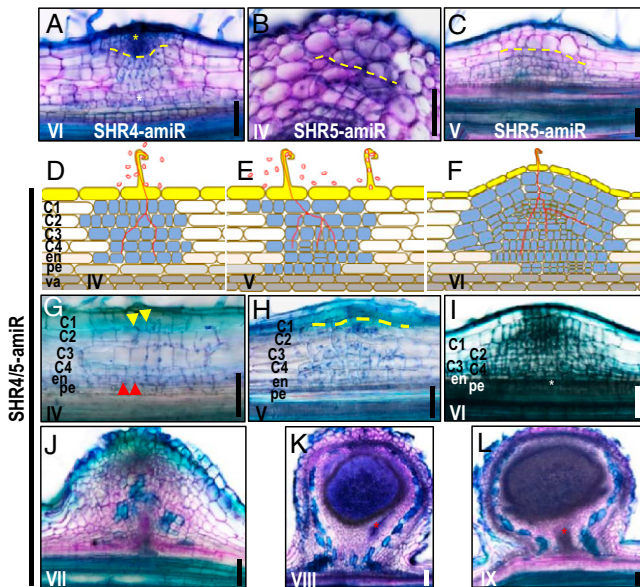 A
*
*
VI SHR4-amiR
B
IV SHR5-amiR
C
V SHR5-amiR
SHR4/5-amiR
D
C1
C2
C3
C4
en
pe
va
IV
E
V
F
VI
G
C1
C2
C3
C4
en
pe
IV
H
C1
C2
C3
C4
en
pe
V
I
C1
C2
C3 C4
en pe
*
VI
J
VII
K
*
VIII
L
*
IX